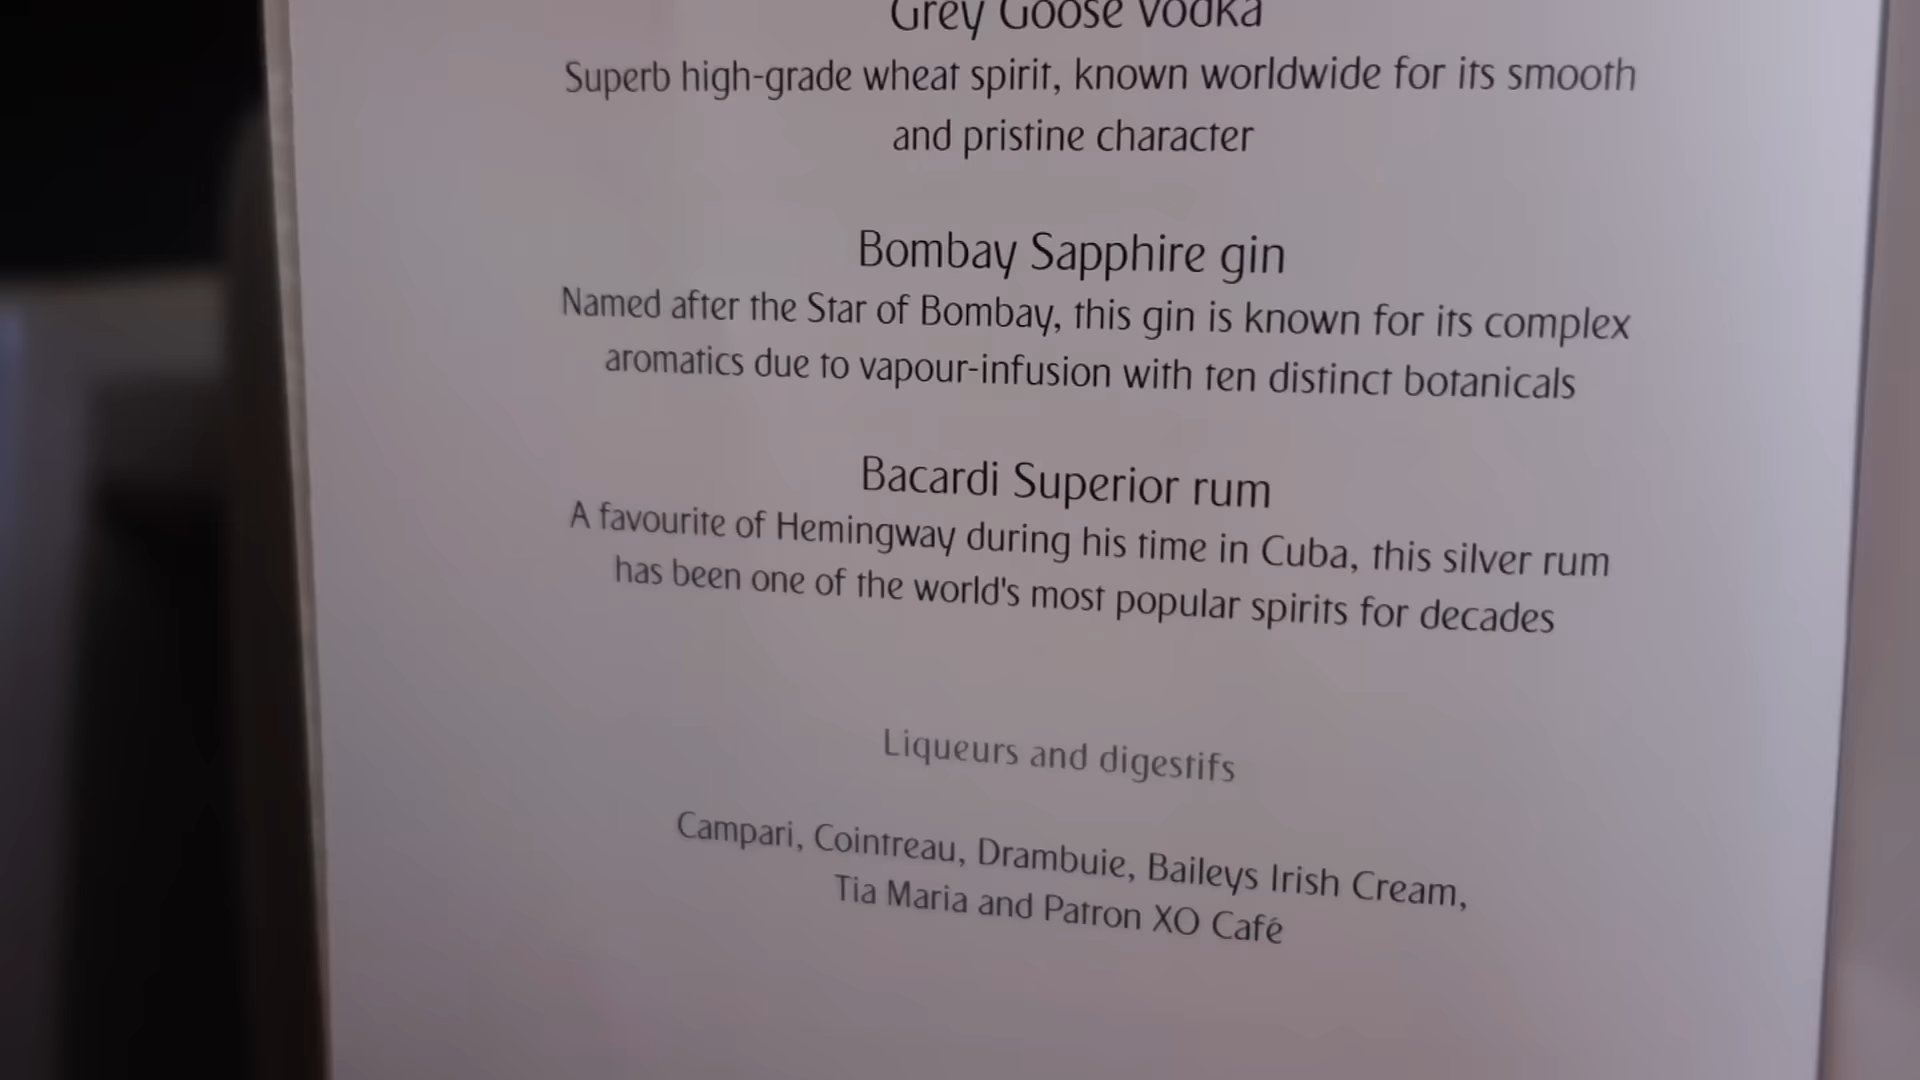 Grey Goose vodka
Superb high-grade wheat spirit, known worldwide for its smooth
and pristine character
Bombay Sapphire gin
Named after the Star of Bombay, this gin is known for its complex
aromatics due to vapour-infusion with ten distinct botanicals
Bacardi Superior rum
A favourite of Hemingway during his time in Cuba, this silver rum
has been one of the world's most popular spirits for decades
Liqueurs and digestifs
Campari, Cointreau, Drambuie, Baileys Irish Cream,
Tia Maria and Patron XO Café